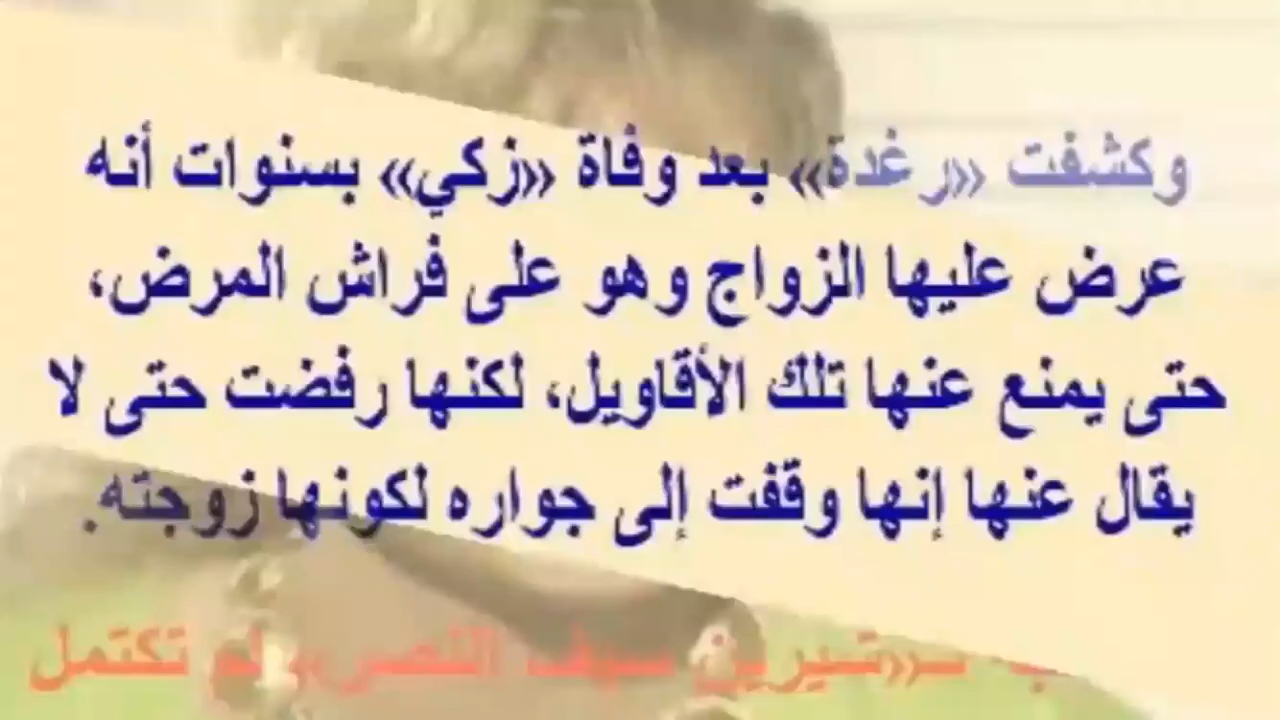 وكشفت «رغدة» بعد وفاة «زكي» بسنوات أنه
عرض عليها الزواج وهو على فراش المرض،
حتى يمنع عنها تلك الأقاويل، لكنها رفضت حتى لا
يقال عنها إنها وقفت إلى جواره لكونها زوجته.
«شيرين سيف النصر» لم تكتمل